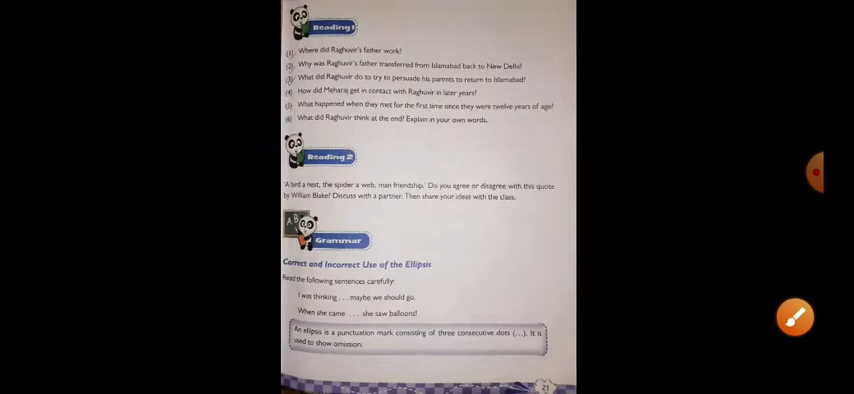 Reading 1
(1) Where did Raghuvir's father work?
(2) Why was Raghuvir's father transferred from Islamabad back to New Delhi?
(3) What did Raghuvir do to try to persuade his parents to return to Islamabad?
(4) How did Meharaj get in contact with Raghuvir in later years?
(5) What happened when they met for the first time since they were twelve years of age?
(6) What did Raghuvir think at the end? Explain in your own words.
Reading 2
'A bird a nest, the spider a web, man friendship.' Do you agree or disagree with this quote
by William Blake? Discuss with a partner. Then share your ideas with the class.
A B
Grammar
Correct and Incorrect Use of the Ellipsis
Read the following sentences carefully:
I was thinking . . . maybe we should go.
When she came . . . she saw balloons!
An ellipsis is a punctuation mark consisting of three consecutive dots (...). It is
used to show omission.
21